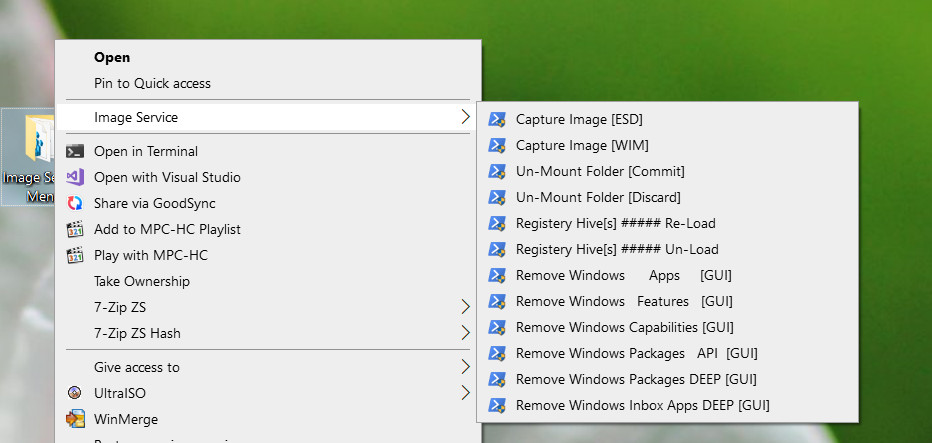 Open
Pin to Quick access
Image Service
Open in Terminal
Open with Visual Studio
Share via GoodSync
Add to MPC-HC Playlist
Play with MPC-HC
Take Ownership
7-Zip ZS
7-Zip ZS Hash
Give access to
UltraISO
WinMerge
Capture Image [ESD]
Capture Image [WIM]
Un-Mount Folder [Commit]
Un-Mount Folder [Discard]
Registery Hive[s] ##### Re-Load
Registery Hive[s] ##### Un-Load
Remove Windows Apps [GUI]
Remove Windows Features [GUI]
Remove Windows Capabilities [GUI]
Remove Windows Packages API [GUI]
Remove Windows Packages DEEP [GUI]
Remove Windows Inbox Apps DEEP [GUI]
Image Se
Men